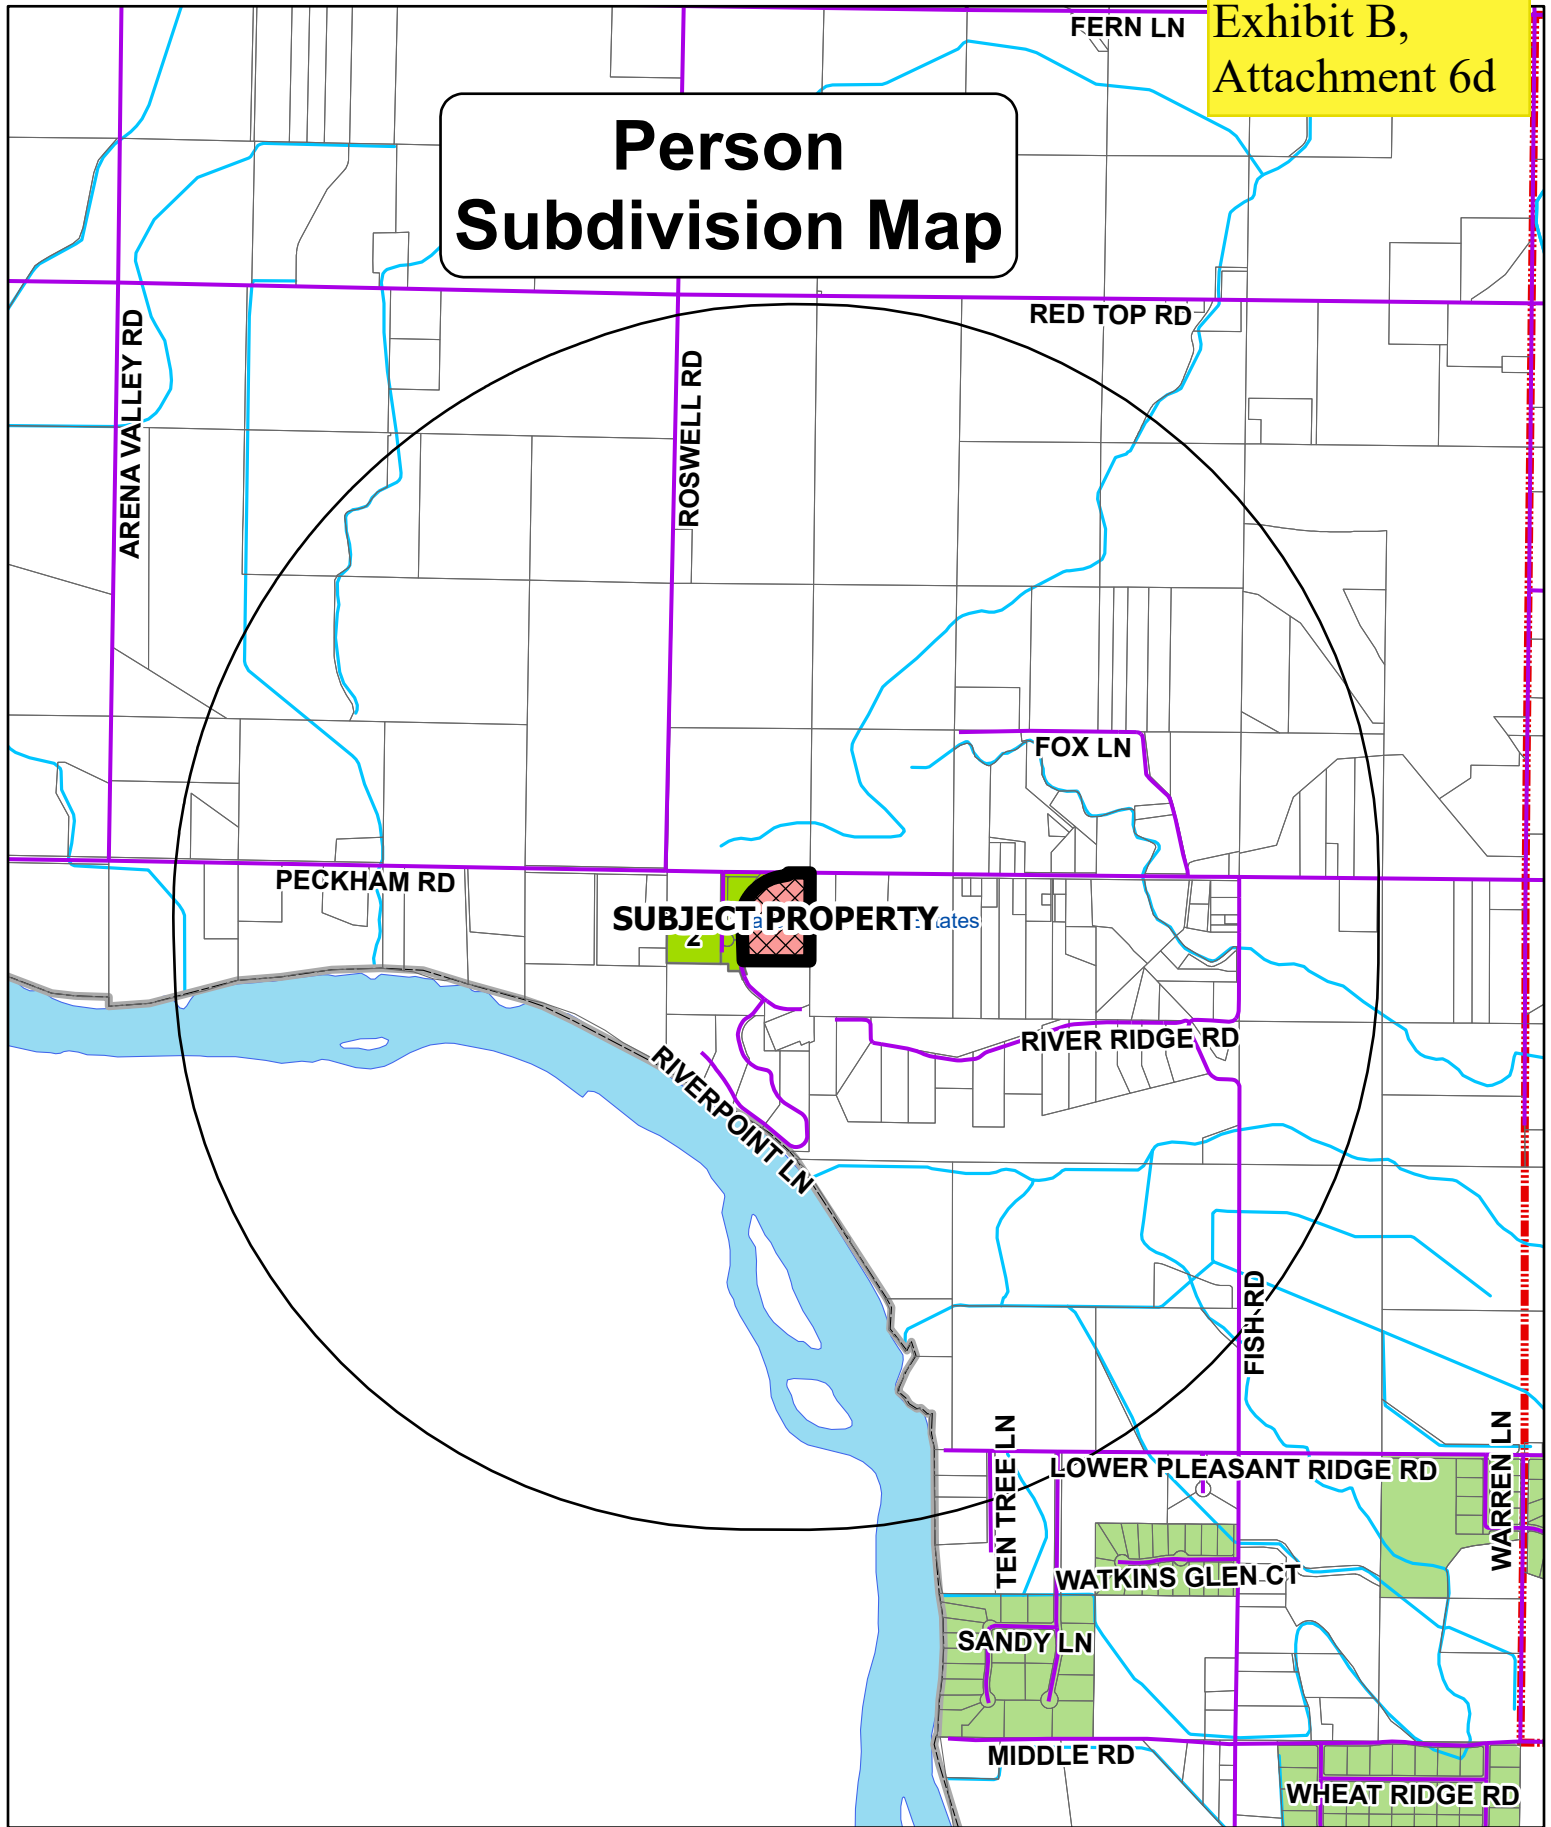 FERN LN
Exhibit B,
Attachment 6d
Person
Subdivision Map
RED TOP RD
ARENA VALLEY RD
ROSWELL RD
FOX LN
PECKHAM RD
SUBJECT PROPERTY
2
RIVER RIDGE RD
RIVERPOINT LN
FISH RD
TEN TREE LN
LOWER PLEASANT RIDGE RD
WARREN LN
WATKINS GLEN CT
SANDY LN
MIDDLE RD
WHEAT RIDGE RD